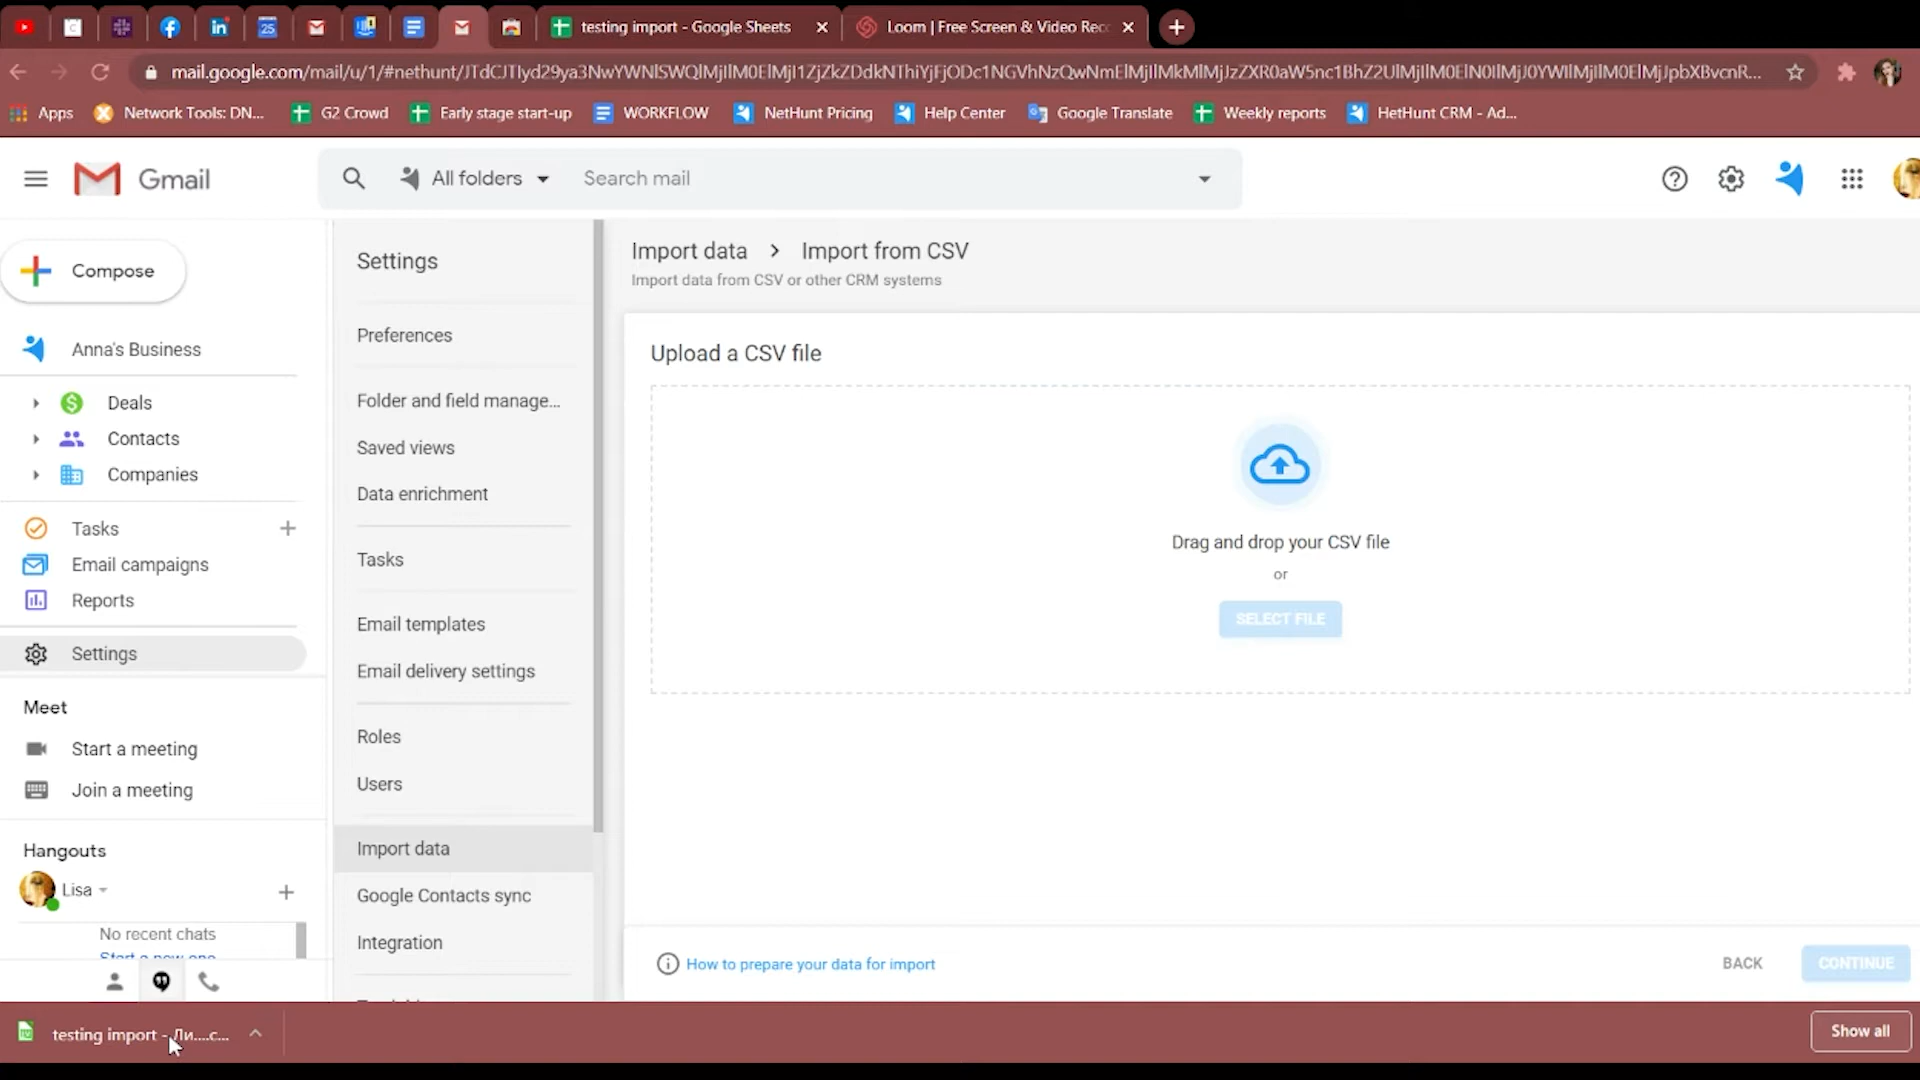 testing import - Google Sheets
Loom | Free Screen & Video Rec
mail.google.com/mail/u/1/#nethunt/
Apps
Network Tools: DN...
G2 Crowd
Early stage start-up
WORKFLOW
NetHunt Pricing
Help Center
Google Translate
Weekly reports
HetHunt CRM - Ad...
Gmail
All folders
Search mail
Compose
Anna's Business
Deals
Contacts
Companies
Tasks
Email campaigns
Reports
Settings
Meet
Start a meeting
Join a meeting
Hangouts
Lisa
No recent chats
Start a new one
Settings
Preferences
Folder and field manage...
Saved views
Data enrichment
Tasks
Email templates
Email delivery settings
Roles
Users
Import data
Google Contacts sync
Integration
Import data > Import from CSV
Import data from CSV or other CRM systems
Upload a CSV file
Drag and drop your CSV file
or
SELECT FILE
How to prepare your data for import
BACK
CONTINUE
testing import - Ли....c...
Show all